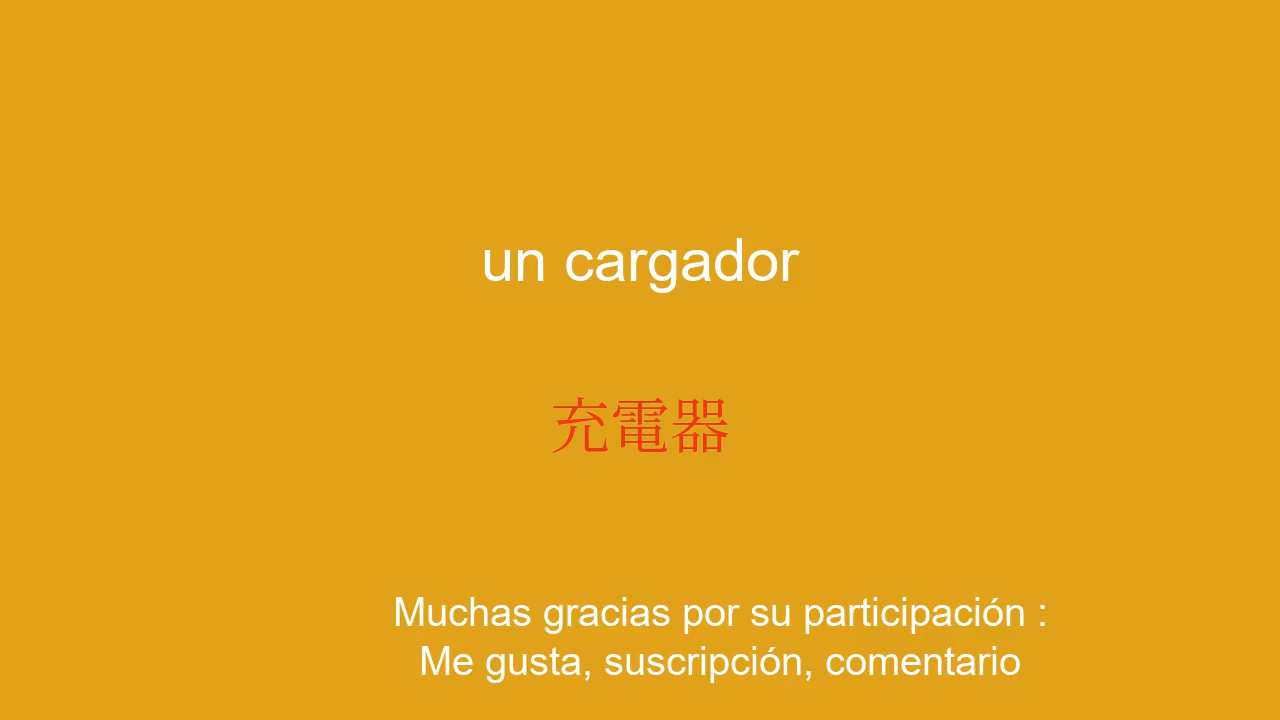 un cargador
充電器
Muchas gracias por su participación :
Me gusta, suscripción, comentario